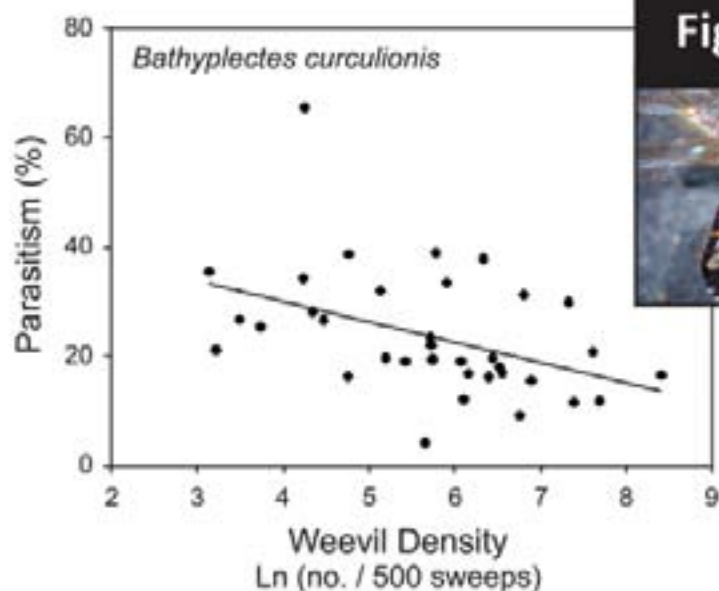 Fig
80
Bathyplectes curculionis
60
40
20
0
Parasitism (%)
2 3 4 5 6 7 8 9
Weevil Density
Ln (no. / 500 sweeps)